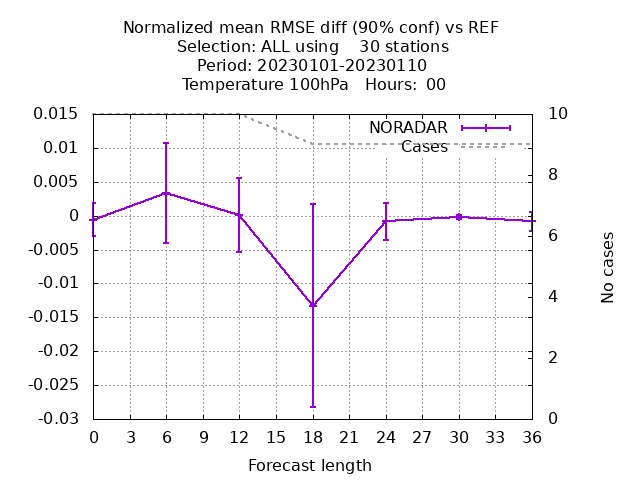 Normalized mean RMSE diff (90% conf) vs REF
Selection: ALL using    30 stations
Period: 20230101-20230110
Temperature 100hPa   Hours:  00
0.015
0.01
0.005
0
-0.005
-0.01
-0.015
-0.02
-0.025
-0.03
NORADAR
Cases
10
8
6
4
2
0
No cases
0 3 6 9 12 15 18 21 24 27 30 33 36
Forecast length